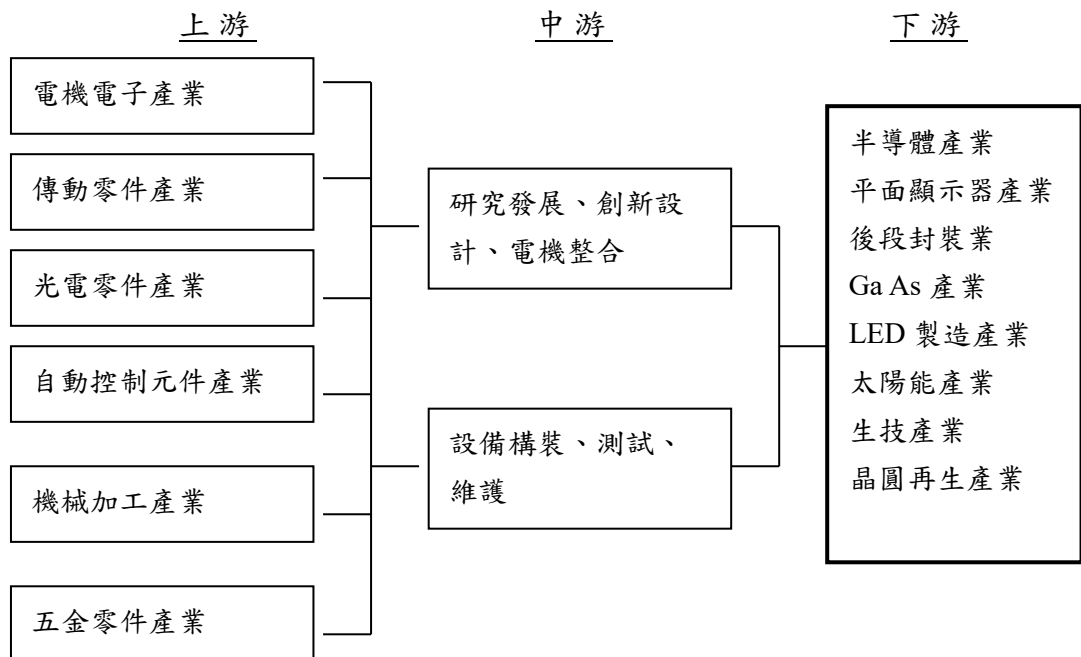 上游
中游
下游
電機電子產業
傳動零件產業
光電零件產業
自動控制元件產業
機械加工產業
五金零件產業
研究發展、創新設
計、電機整合
設備構裝、測試、
維護
半導體產業
平面顯示器產業
後段封裝業
Ga As 產業
LED 製造產業
太陽能產業
生技產業
晶圓再生產業